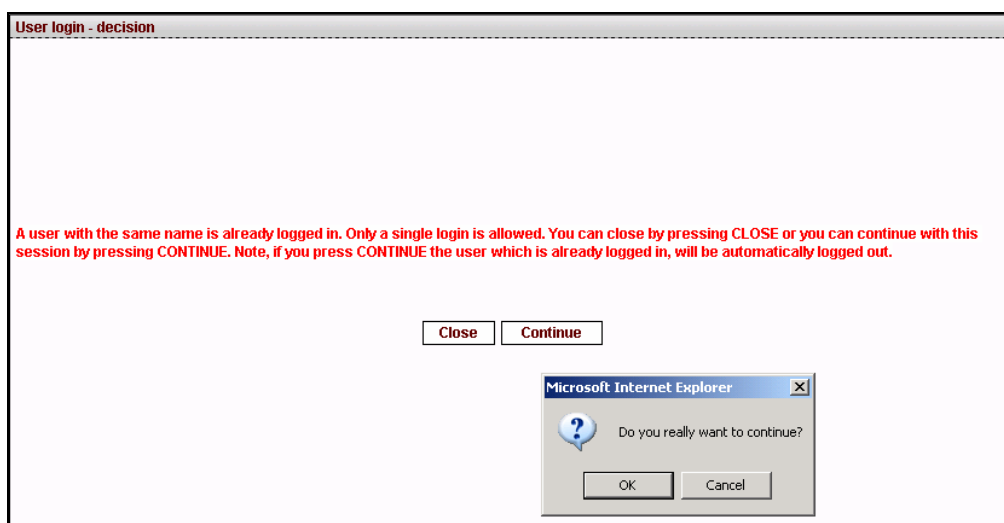 User login - decision
A user with the same name is already logged in. Only a single login is allowed. You can close by pressing CLOSE or you can continue with this
session by pressing CONTINUE. Note, if you press CONTINUE the user which is already logged in, will be automatically logged out.
Close Continue
Microsoft Internet Explorer
Do you really want to continue?
OK Cancel